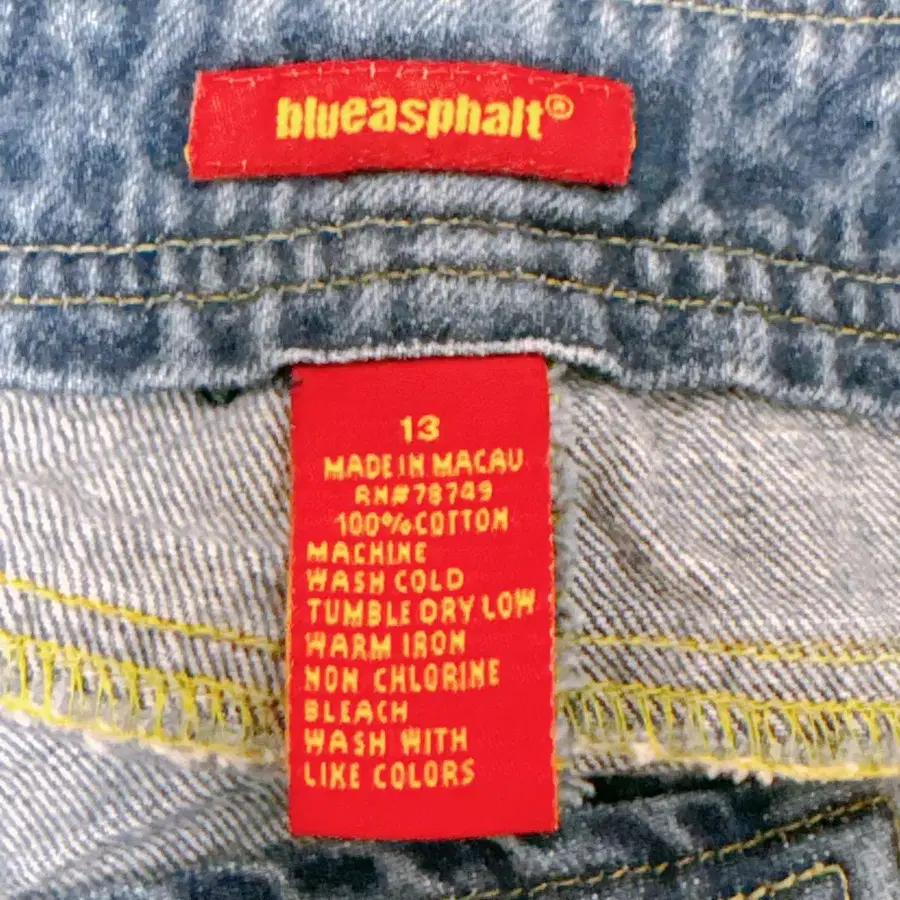 blueasphalt®
13
MADE IN MACAU
RN#78749
100%COTTON
MACHINE
WASH COLD
TUMBLE DRY LOW
WARM IRON
NON CHLORINE
BLEACH
WASH WITH
LIKE COLORS